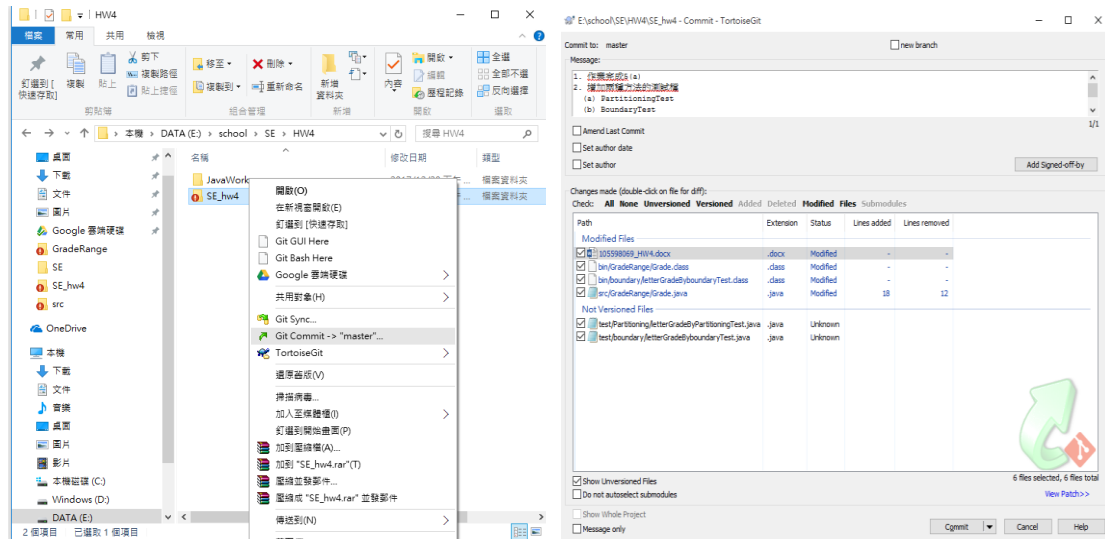 HW4
檔案 常用 共用 檢視
釘選到 [快速存取]
複製
貼上
剪下
複製路徑
貼上捷徑
剪貼簿
移至
複製到
刪除
重新命名
組合管理
新增
資料夾
新增
內容
開啟
編輯
歷程記錄
開啟
全選
全部不選
反向選擇
選取
本機 > DATA (E:) > school > SE > HW4
搜尋 HW4
桌面
下載
文件
圖片
Google 雲端硬碟
GradeRange
SE
SE_hw4
src
OneDrive
本機
下載
文件
音樂
桌面
圖片
影片
本機磁碟 (C:)
Windows (D:)
DATA (E:)
名稱 修改日期 類型
JavaWork 檔案資料夾
SE_hw4 檔案資料夾
開啟(O)
在新視窗開啟(E)
釘選到 [快速存取]
Git GUI Here
Git Bash Here
Google 雲端硬碟
共用對象(H)
Git Sync...
Git Commit -> "master"...
TortoiseGit
還原舊版(V)
掃描病毒...
加入至媒體櫃(I)
釘選到開始畫面(P)
加到壓縮檔(A)...
加到 "SE_hw4.rar"(T)
壓縮並發郵件...
壓縮成 "SE_hw4.rar" 並發郵件
傳送到(N)
2 個項目 已選取 1 個項目
E:\school\SE\HW4\SE_hw4 - Commit - TortoiseGit
Commit to: master
new branch
Message:
1. 作業完成$(a)
2. 增加兩種方法的測試檔
(a) PartitioningTest
(b) BoundaryTest
1/1
Amend Last Commit
Set author date
Set author
Add Signed-off-by
Changes made (double-click on file for diff):
Check: All None Unversioned Versioned Added Deleted Modified Files Submodules
Path Extension Status Lines added Lines removed
Modified Files
105598069_HW4.docx .docx Modified - -
bin/GradeRange/Grade.class .class Modified - -
bin/boundary/letterGradeByboundaryTest.class .class Modified - -
src/GradeRange/Grade.java .java Modified 18 12
Not Versioned Files
test/Partitioning/letterGradeByPartitioningTest.java .java Unknown
test/boundary/letterGradeByboundaryTest.java .java Unknown
Show Unversioned Files
6 files selected, 6 files total
Do not autoselect submodules
View Patch>>
Show Whole Project
Message only
Commit Cancel Help